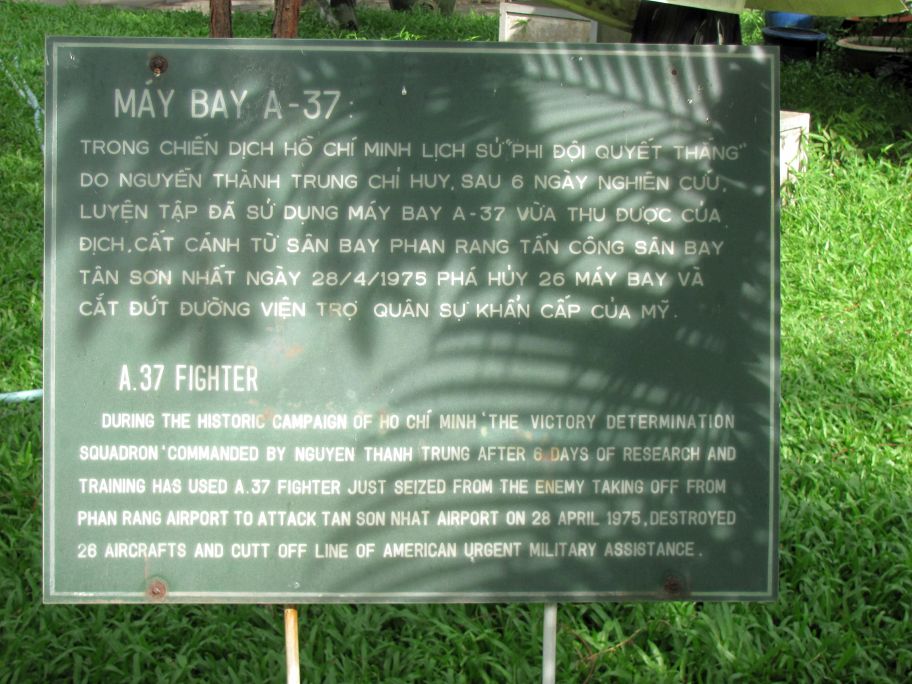 MÁY BAY A-37:
TRONG CHIẾN DỊCH HỒ CHÍ MINH LỊCH SỬ "PHI ĐỘI QUYẾT THẮNG"
DO NGUYỄN THÀNH TRUNG CHỈ HUY, SAU 6 NGÀY NGHIÊN CỨU,
LUYỆN TẬP ĐÃ SỬ DỤNG MÁY BAY A-37 VỪA THU ĐƯỢC CỦA
ĐỊCH, CẤT CÁNH TỪ SÂN BAY PHAN RANG TẤN CÔNG SÂN BAY
TÂN SƠN NHẤT NGÀY 28/4/1975 PHÁ HỦY 26 MÁY BAY VÀ
CẮT ĐỨT ĐƯỜNG VIỆN TRỢ QUÂN SỰ KHẨN CẤP CỦA MỸ.
A.37 FIGHTER
DURING THE HISTORIC CAMPAIGN OF HO CHÍ MINH 'THE VICTORY DETERMINATION
SQUADRON' COMMANDED BY NGUYEN THANH TRUNG AFTER 6 DAYS OF RESEARCH AND
TRAINING HAS USED A.37 FIGHTER JUST SEIZED FROM THE ENEMY TAKING OFF FROM
PHAN RANG AIRPORT TO ATTACK TAN SON NHAT AIRPORT ON 28 APRIL 1975, DESTROYED
26 AIRCRAFTS AND CUTT OFF LINE OF AMERICAN URGENT MILITARY ASSISTANCE.